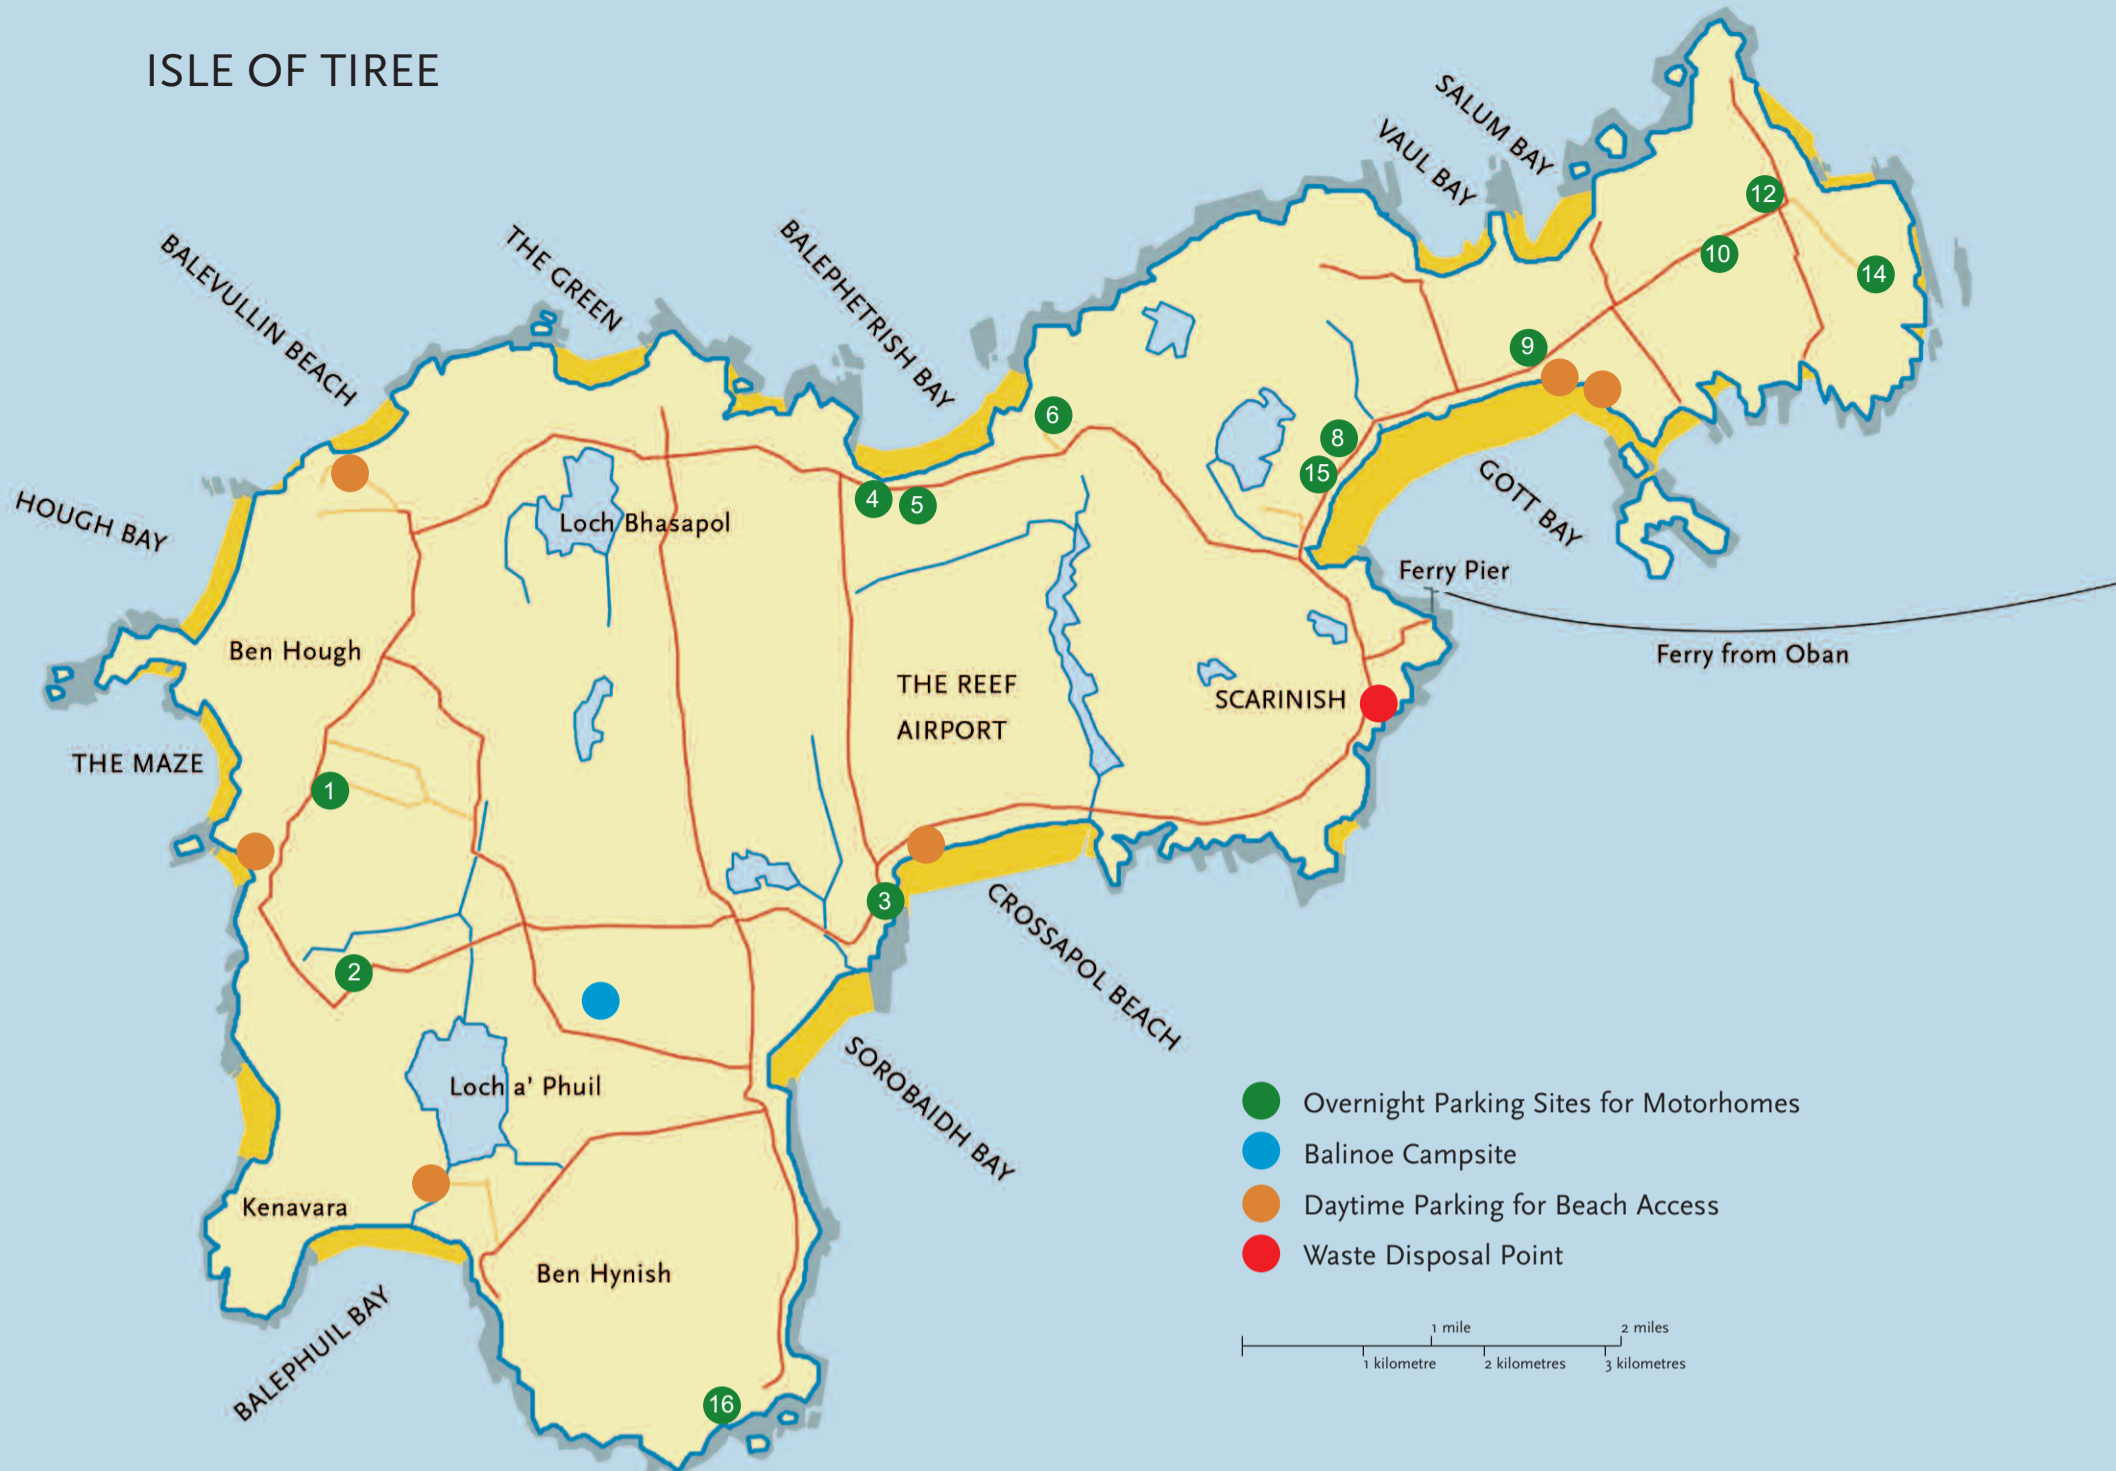 ISLE OF TIREE
SALUM BAY
VAUL BAY
BALEPHETRISH BAY
THE GREEN
BALEVULLIN BEACH
HOUGH BAY
12
10
14
9
6
8
15
4
5
GOTT BAY
Loch Bhasapol
Ferry Pier
Ferry from Oban
Ben Hough
THE REEF
AIRPORT
SCARINISH
THE MAZE
1
3
2
CROSSAPOL BEACH
SOROBAIDH BAY
Loch a' Phuil
Kenavara
Ben Hynish
BALEPHUIL BAY
16
Overnight Parking Sites for Motorhomes
Balinoe Campsite
Daytime Parking for Beach Access
Waste Disposal Point
1 mile
2 miles
1 kilometre
2 kilometres
3 kilometres